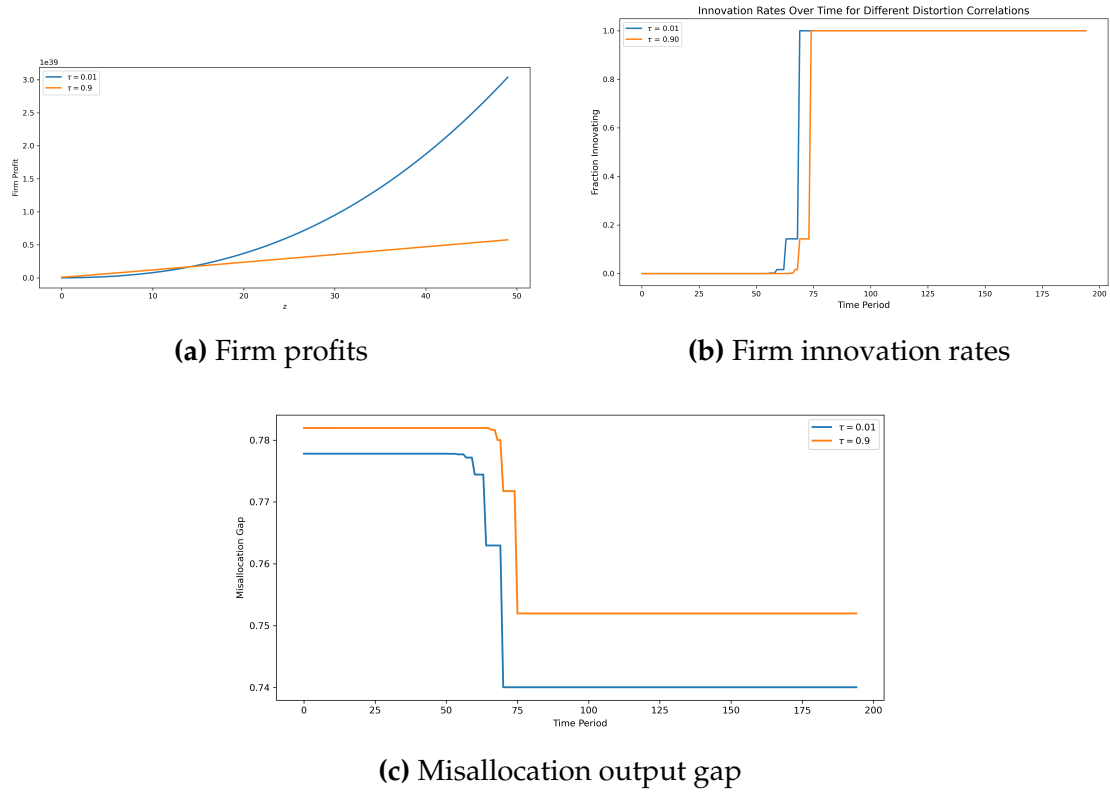 1e39
3.0
2.5
2.0
1.5
1.0
0.5
0.0
Firm Profit
τ = 0.01
τ = 0.9
0 10 20 30 40 50
z
(a) Firm profits
Innovation Rates Over Time for Different Distortion Correlations
1.0
0.8
0.6
0.4
0.2
0.0
Fraction Innovating
τ = 0.01
τ = 0.90
0 25 50 75 100 125 150 175 200
Time Period
(b) Firm innovation rates
0.78
0.77
0.76
0.75
0.74
Misallocation Gap
τ = 0.01
τ = 0.9
0 25 50 75 100 125 150 175 200
Time Period
(c) Misallocation output gap